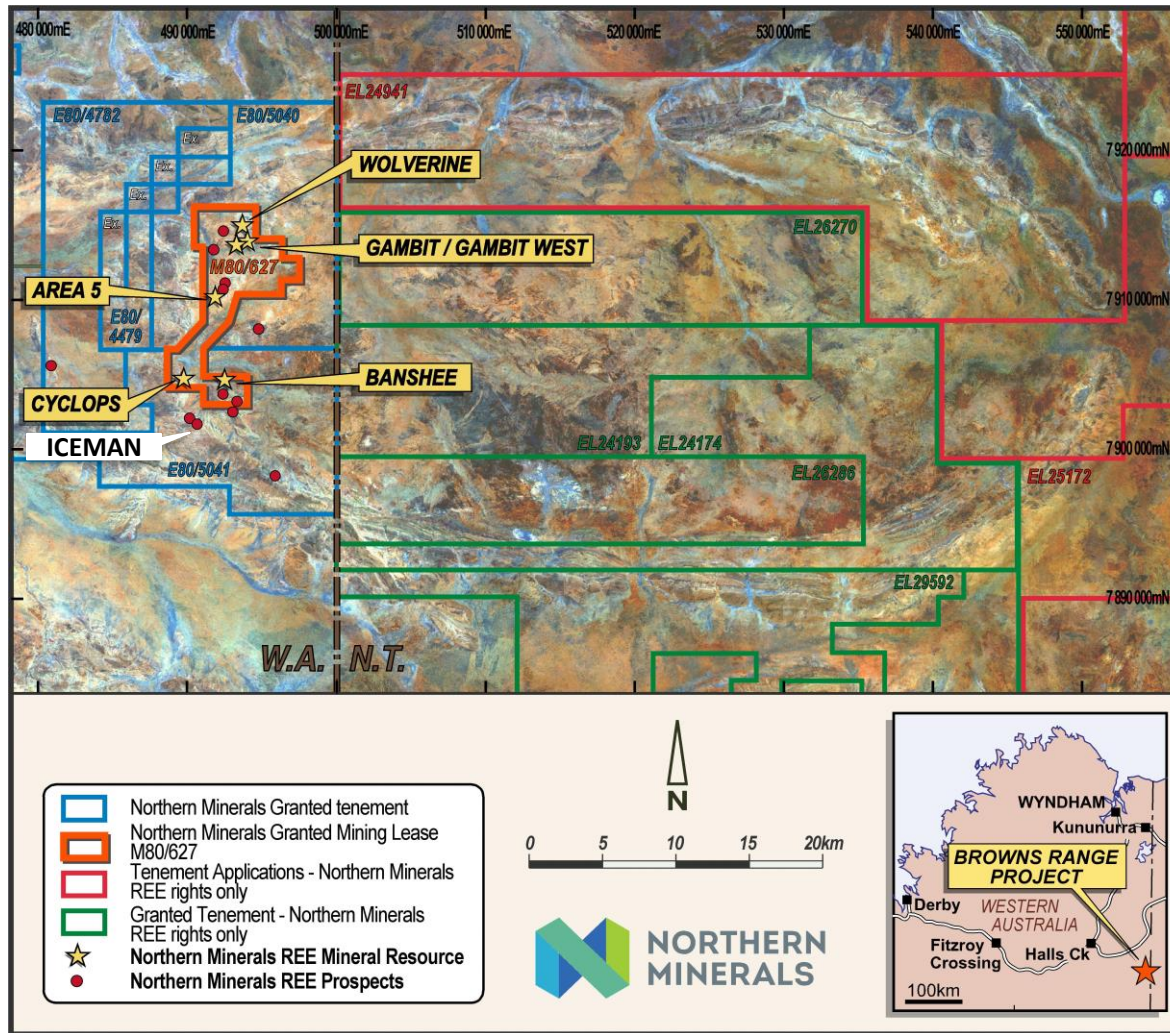 480 000mE
490 000mE
500 000mE
510 000mE
520 000mE
530 000mE
540 000mE
550 000mE
EL24941
E80/4782
E80/5040
Ex.
Ex.
Ex.
Ex.
7 920 000mN
WOLVERINE
EL26270
GAMBIT / GAMBIT WEST
M80/627
AREA 5
7 910 000mN
E80/
4479
BANSHEE
CYCLOPS
ICEMAN
EL24193
EL24174
7 900 000mN
E80/5041
EL26286
EL25172
EL29592
7 890 000mN
W.A.
N.T.
Northern Minerals Granted tenement
Northern Minerals Granted Mining Lease
M80/627
Tenement Applications - Northern Minerals
REE rights only
Granted Tenement - Northern Minerals
REE rights only
Northern Minerals REE Mineral Resource
Northern Minerals REE Prospects
N
0 5 10 15 20km
NORTHERN
MINERALS
WYNDHAM
Kununurra
BROWNS RANGE
PROJECT
Derby
WESTERN
AUSTRALIA
Fitzroy
Crossing
Halls Ck
100km